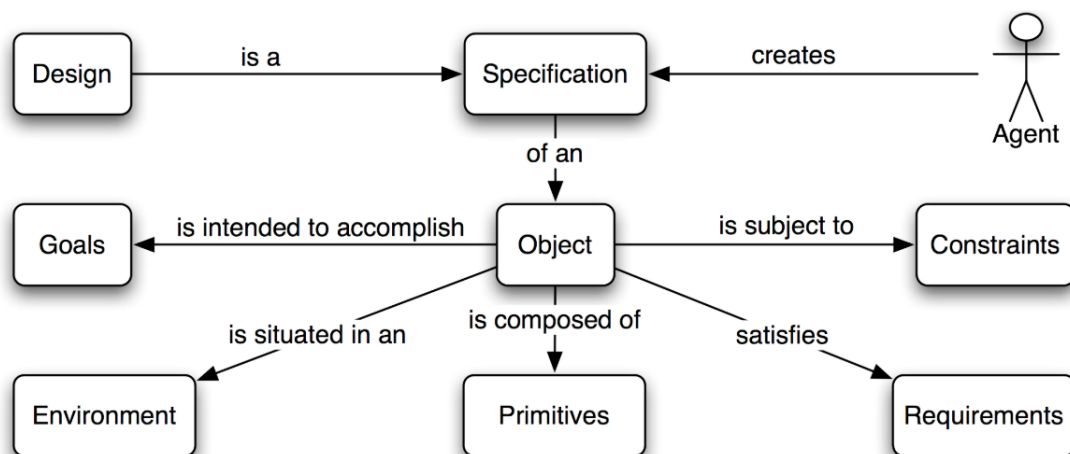 Design
is a
Specification
creates
Agent
of an
Goals
is intended to accomplish
Object
is subject to
Constraints
is situated in an
is composed of
satisfies
Environment
Primitives
Requirements